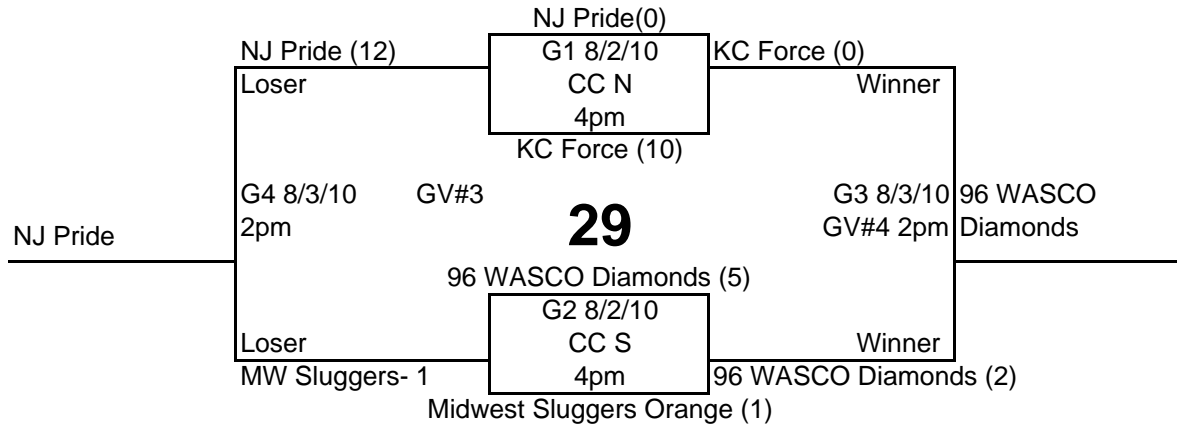 NJ Pride(0)
NJ Pride (12) G1 8/2/10 KC Force (0)
Loser CC N Winner
4pm
KC Force (10)
G4 8/3/10 GV#3 G3 8/3/10 96 WASCO
29
NJ Pride 2pm GV#4 2pm Diamonds
96 WASCO Diamonds (5)
G2 8/2/10
Loser CC S Winner
MW Sluggers- 1 4pm 96 WASCO Diamonds (2)
Midwest Sluggers Orange (1)